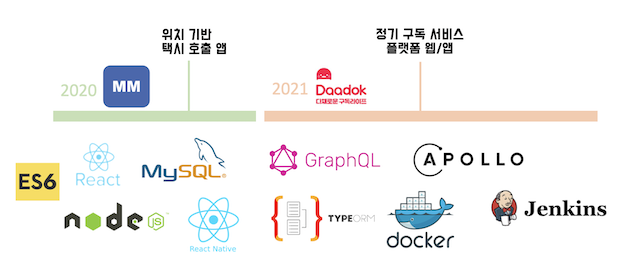 위치 기반
택시 호출 앱
정기 구독 서비스
플랫폼 웹/앱
2020
MM
2021
Daadok
다채로운 구독라이프
ES6
React
MySQL®
GraphQL
APOLLO
node
JS
React Native
TYPEORM
docker
Jenkins